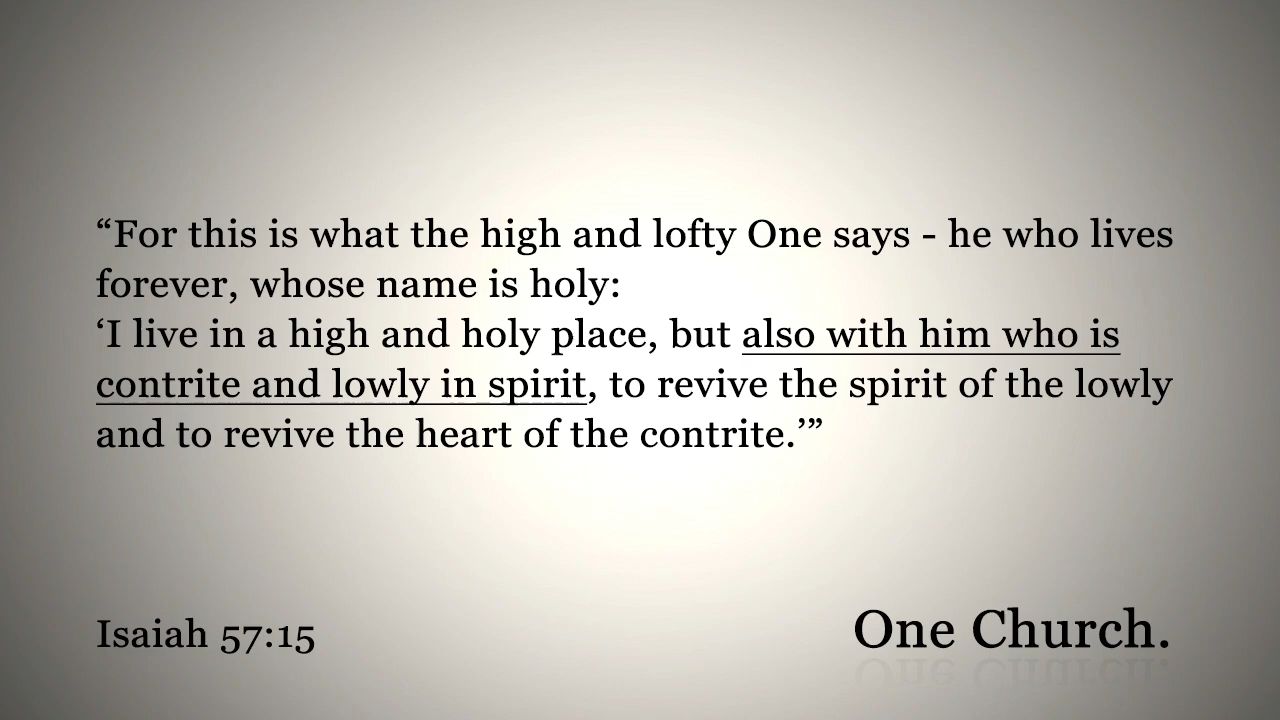 “For this is what the high and lofty One says - he who lives
forever, whose name is holy:
‘I live in a high and holy place, but also with him who is
contrite and lowly in spirit, to revive the spirit of the lowly
and to revive the heart of the contrite.’”
Isaiah 57:15
One Church.